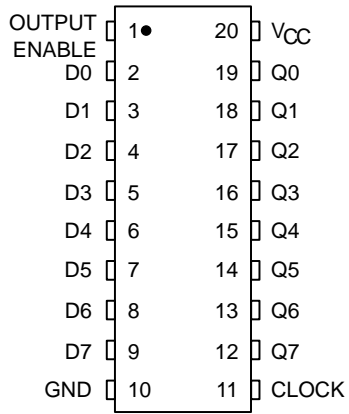 OUTPUT
ENABLE
1 20 VCC
D0 2 19 Q0
D1 3 18 Q1
D2 4 17 Q2
D3 5 16 Q3
D4 6 15 Q4
D5 7 14 Q5
D6 8 13 Q6
D7 9 12 Q7
GND 10 11 CLOCK